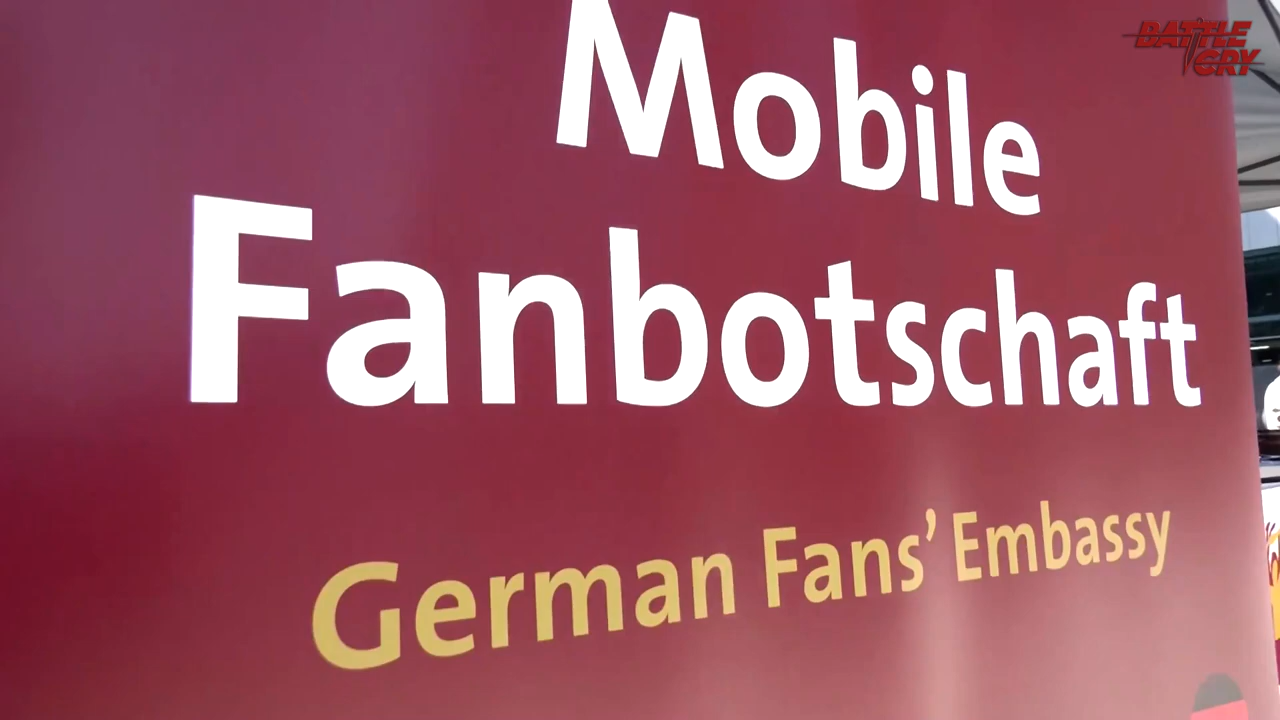 BATTLE
CRY
Mobile
Fanbotschaft
German Fans’ Embassy